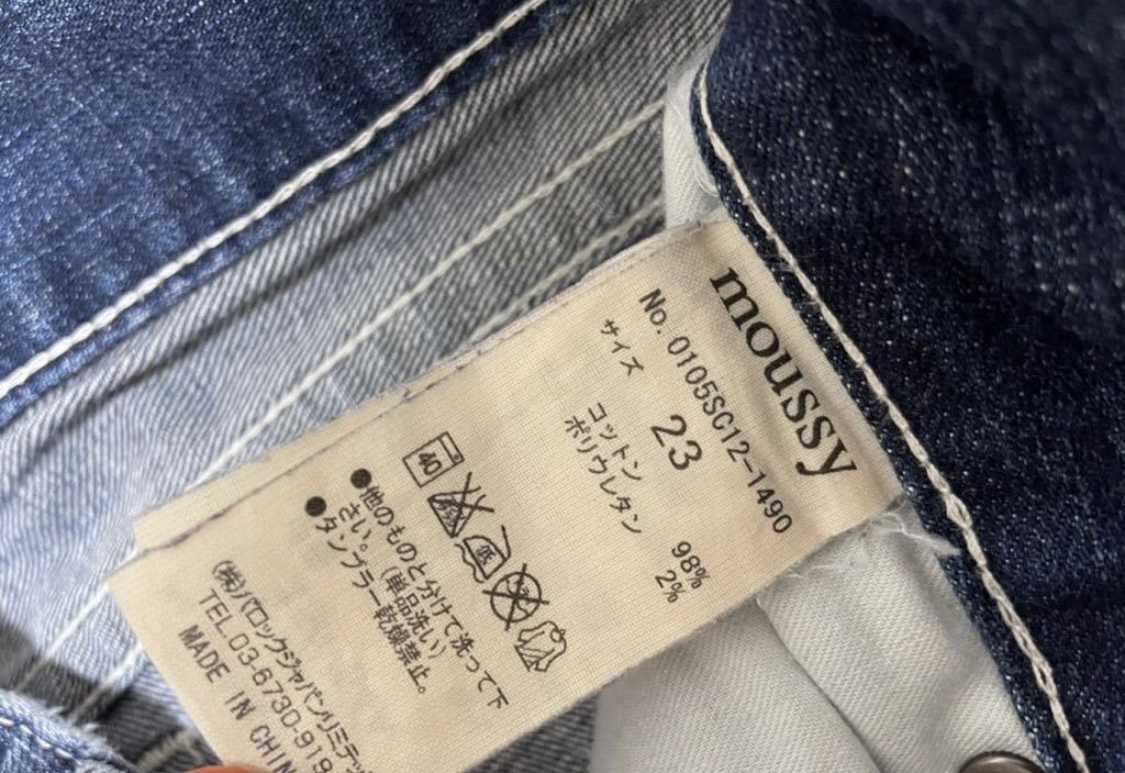 moussy
No. 0105SC12-1490
サイズ 23
コットン 98%
ポリウレタン 2%
40
中
●他のものと分けて洗って下
さい。(単品洗い)
●タンブラー乾燥禁止。
(株)バロックジャパンリミテッ
TEL.03-6730-919
MADE IN CHIN